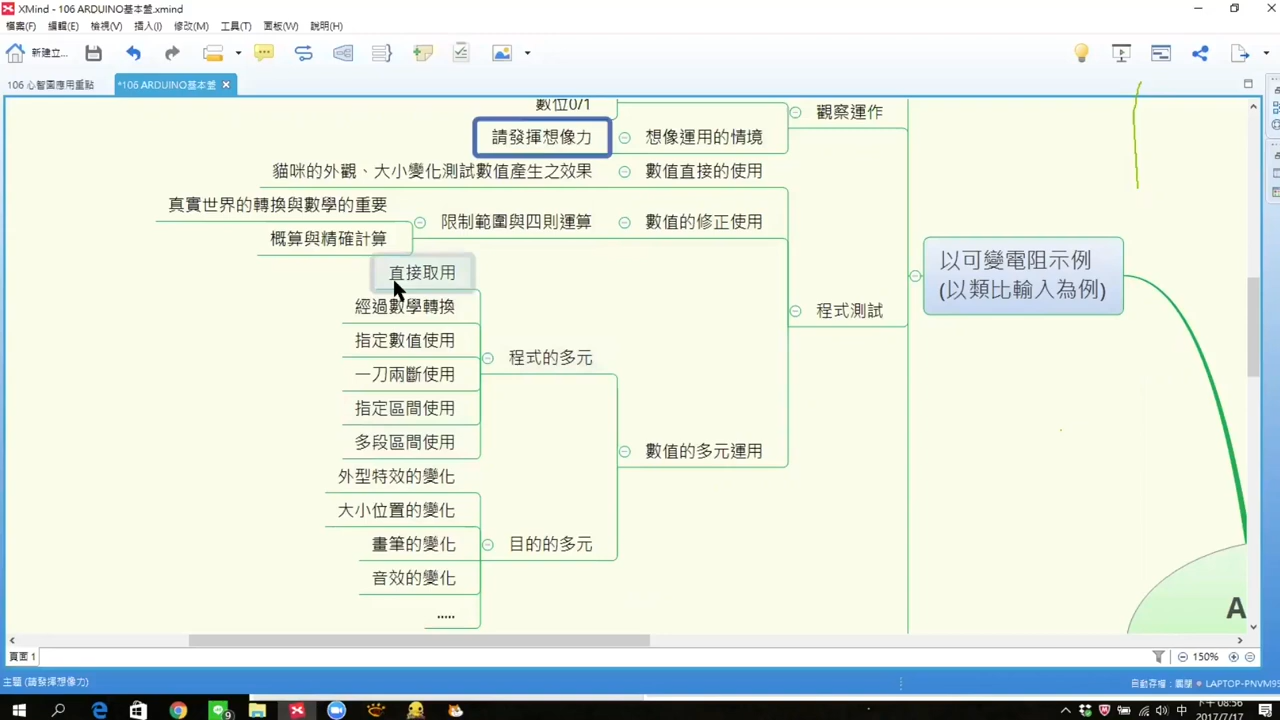 XMind - 106 ARDUINO基本盤.xmind
檔案(F) 編輯(E) 檢視(V) 插入(I) 修改(M) 工具(T) 面板(W) 說明(H)
新建立...
106 心智圖應用重點 *106 ARDUINO基本盤
數位0/1
觀察運作
請發揮想像力
想像運用的情境
貓咪的外觀、大小變化測試數值產生之效果
數值直接的使用
真實世界的轉換與數學的重要
限制範圍與四則運算
數值的修正使用
概算與精確計算
以可變電阻示例
(以類比輸入為例)
直接取用
經過數學轉換
程式測試
指定數值使用
程式的多元
一刀兩斷使用
指定區間使用
多段區間使用
數值的多元運用
外型特效的變化
大小位置的變化
畫筆的變化
目的的多元
音效的變化
.....
A
頁面 1
150%
主題 (請發揮想像力)
自動存檔: 關閉
LAPTOP-PNVM95
9
中
下午 08:56
2017/7/17